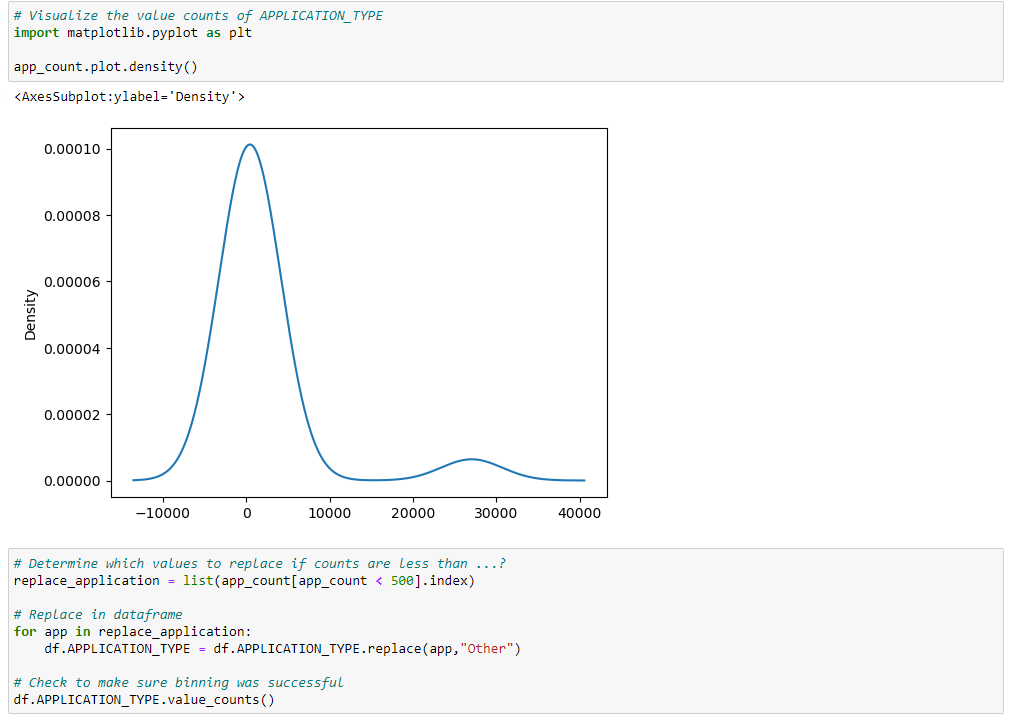 # Visualize the value counts of APPLICATION_TYPE
import matplotlib.pyplot as plt
app_count.plot.density()
<AxesSubplot:ylabel='Density'>
0.00010
0.00008
0.00006
0.00004
0.00002
0.00000
Density
−10000 0 10000 20000 30000 40000
# Determine which values to replace if counts are less than ...?
replace_application = list(app_count[app_count < 500].index)
# Replace in dataframe
for app in replace_application:
    df.APPLICATION_TYPE = df.APPLICATION_TYPE.replace(app,"Other")
# Check to make sure binning was successful
df.APPLICATION_TYPE.value_counts()